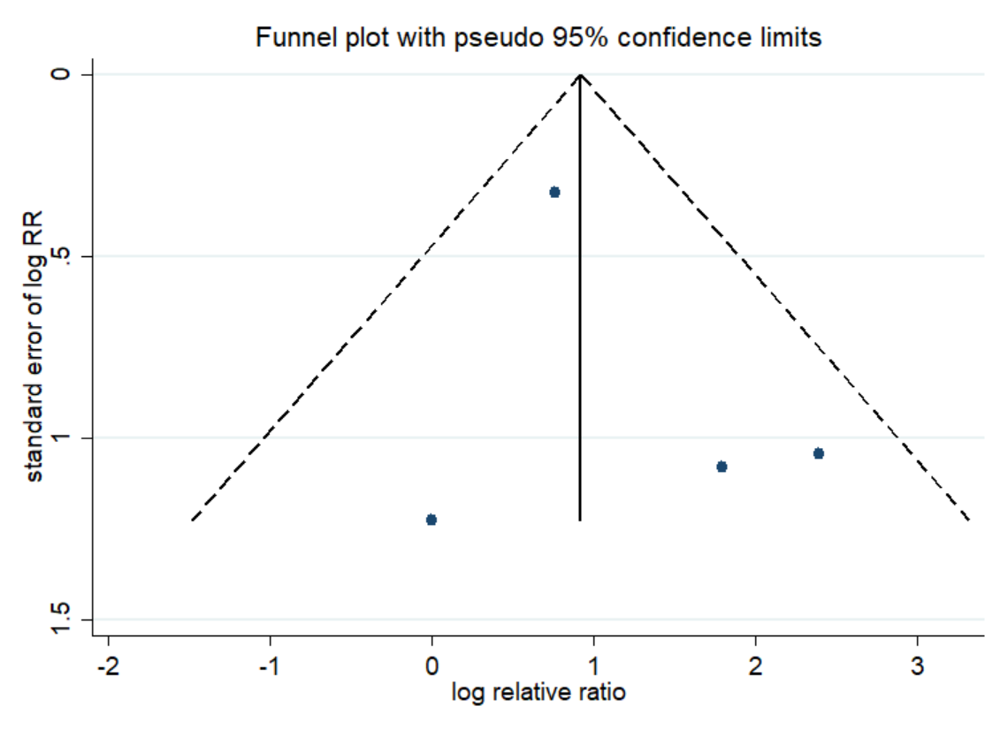 Funnel plot with pseudo 95% confidence limits
standard error of log RR
0
.5
1
1.5
-2 -1 0 1 2 3
log relative ratio